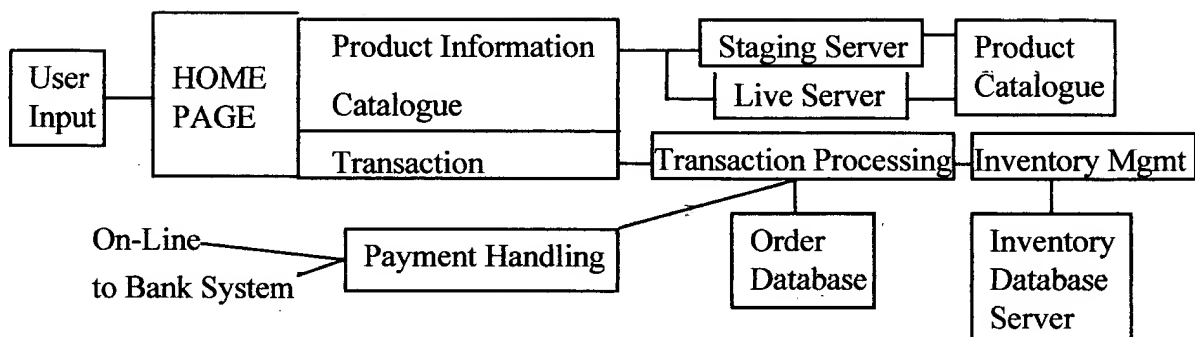 User
Input
HOME
PAGE
Product Information
Catalogue
Transaction
Staging Server
Live Server
Product
Catalogue
Transaction Processing
Inventory Mgmt
On-Line
to Bank System
Payment Handling
Order
Database
Inventory
Database
Server